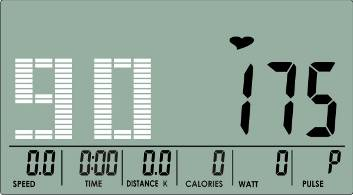 90 175
0.0 0:00 0.0 0 0 P
SPEED TIME DISTANCE K CALORIES WATT PULSE